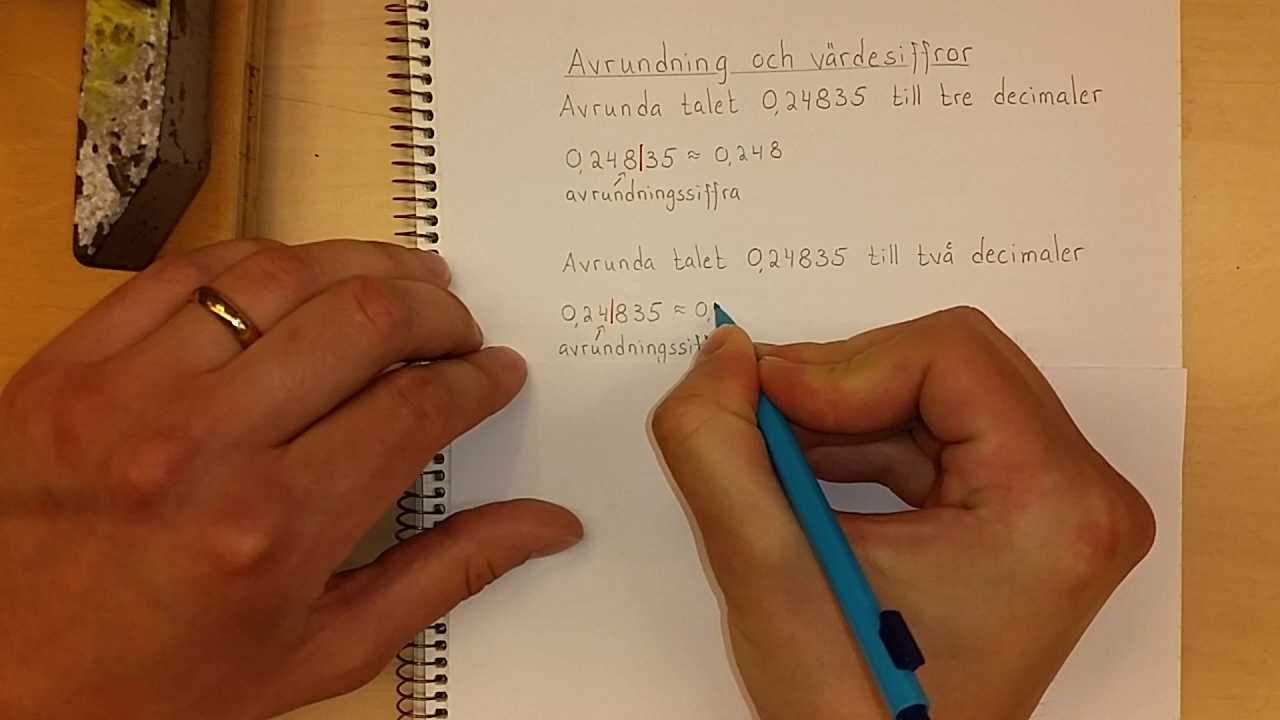 Avrundning och värdesiffror
Avrunda talet 0,24835 till tre decimaler
0,248|35 ≈ 0,248
avrundningssiffra
Avrunda talet 0,24835 till två decimaler
0,24|835 ≈ 0,